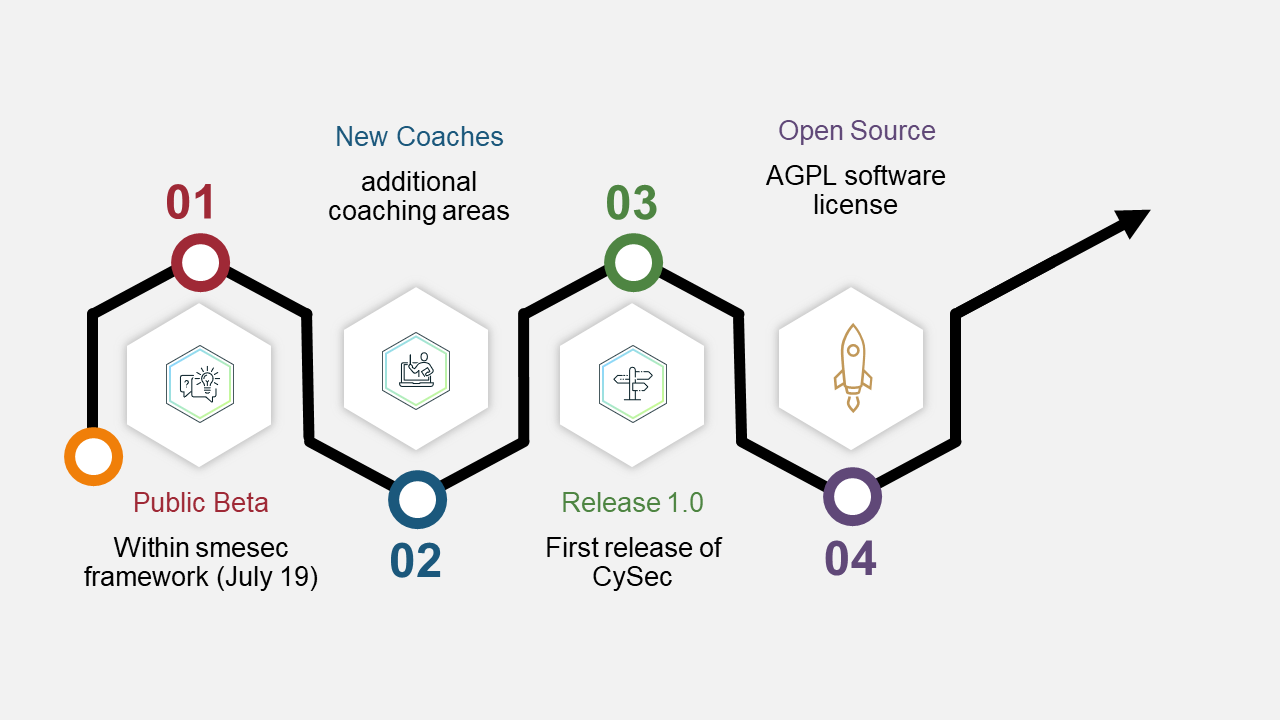 01
Public Beta
Within smesec
framework (July 19)
New Coaches
additional
coaching areas
02
03
Release 1.0
First release of
CySec
Open Source
AGPL software
license
04
?